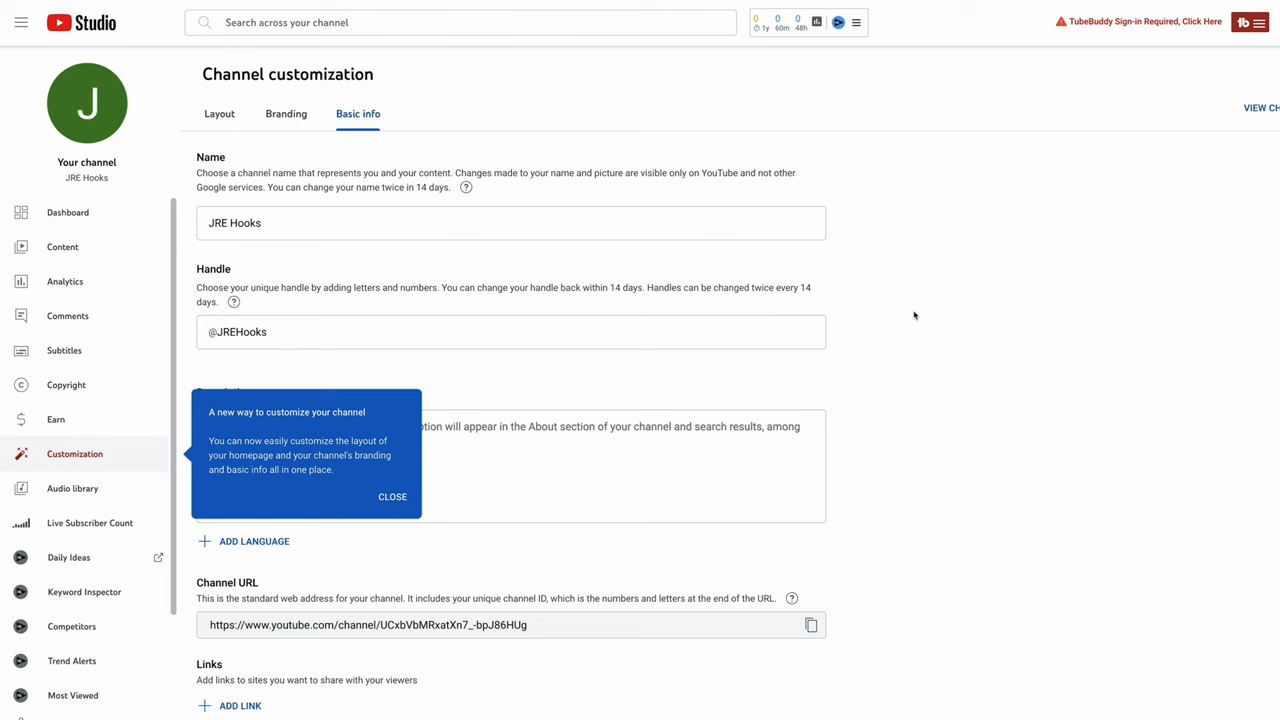 Studio
Search across your channel
0 0 0
1y 60m 48h
TubeBuddy Sign-in Required, Click Here
tb
J
Your channel
JRE Hooks
Dashboard
Content
Analytics
Comments
Subtitles
Copyright
Earn
Customization
Audio library
Live Subscriber Count
Daily Ideas
Keyword Inspector
Competitors
Trend Alerts
Most Viewed
Channel customization
Layout Branding Basic info
VIEW CH
Name
Choose a channel name that represents you and your content. Changes made to your name and picture are visible only on YouTube and not other
Google services. You can change your name twice in 14 days.
JRE Hooks
Handle
Choose your unique handle by adding letters and numbers. You can change your handle back within 14 days. Handles can be changed twice every 14
days.
@JREHooks
A new way to customize your channel
You can now easily customize the layout of
your homepage and your channel's branding
and basic info all in one place.
CLOSE
will appear in the About section of your channel and search results, among
ADD LANGUAGE
Channel URL
This is the standard web address for your channel. It includes your unique channel ID, which is the numbers and letters at the end of the URL.
https://www.youtube.com/channel/UCxbVbMRxatXn7_-bpJ86HUg
Links
Add links to sites you want to share with your viewers
ADD LINK